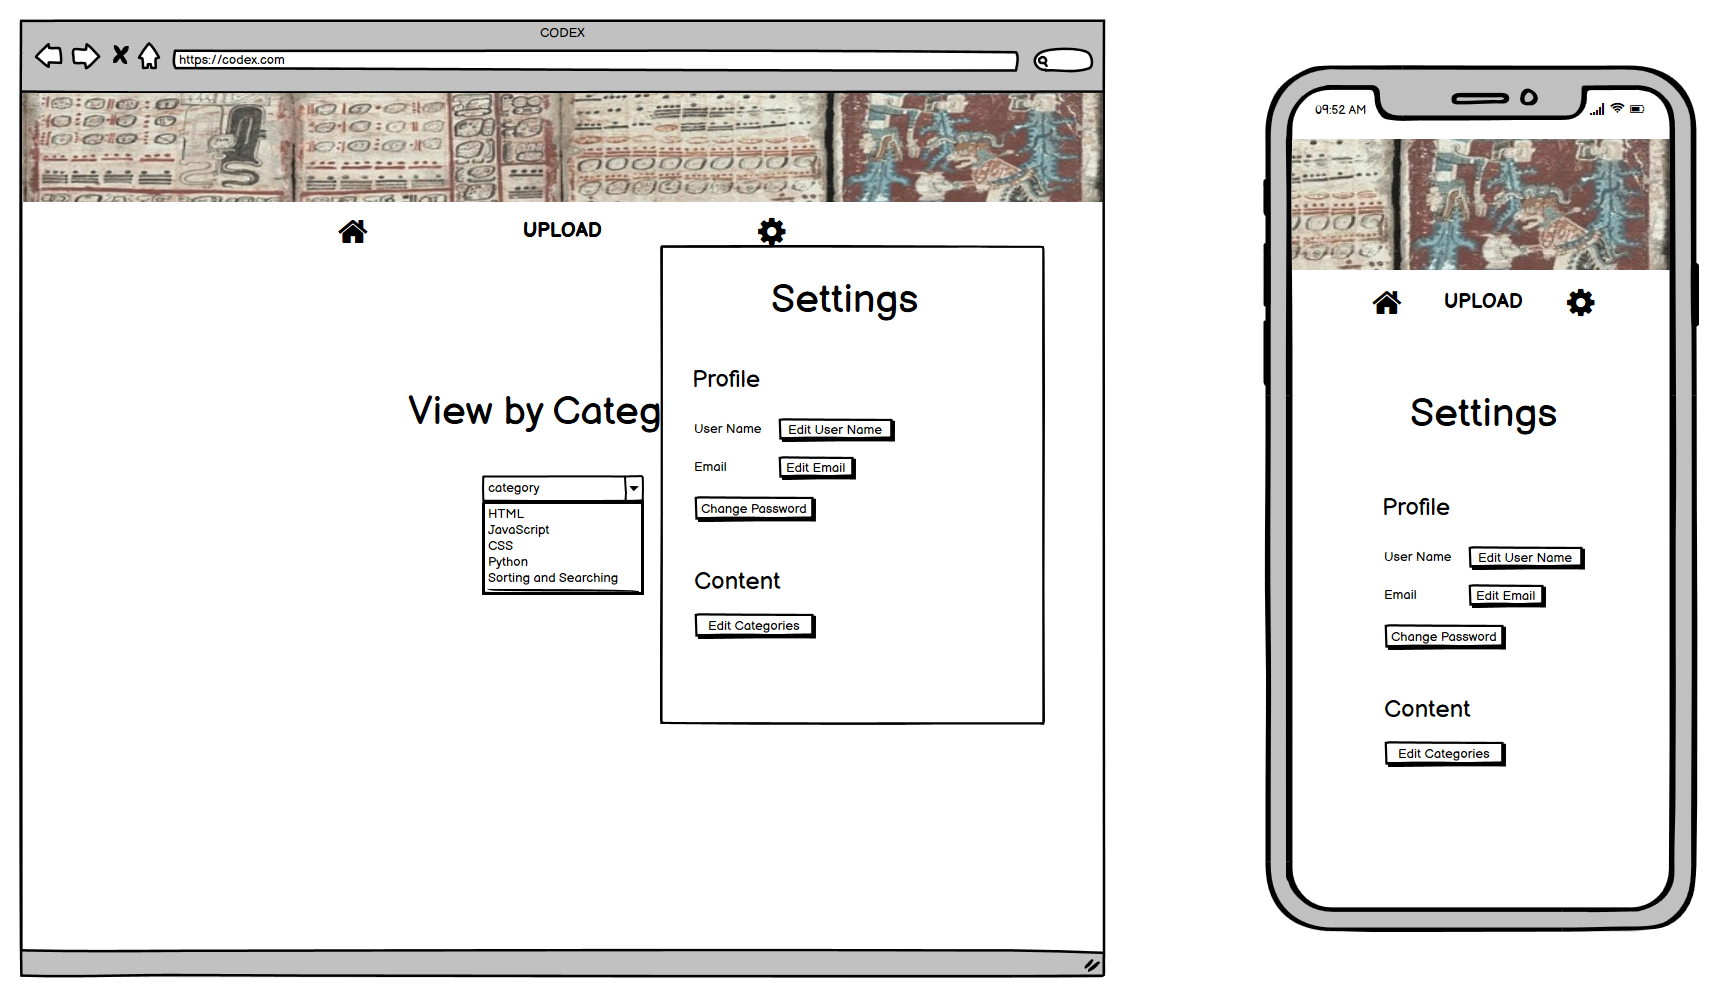 CODEX
https://codex.com
UPLOAD
Settings
Profile
View by Categ
User Name Edit User Name
Email Edit Email
category
Change Password
HTML
JavaScript
CSS
Python
Sorting and Searching
Content
Edit Categories
09:52 AM
UPLOAD
Settings
Profile
User Name Edit User Name
Email Edit Email
Change Password
Content
Edit Categories